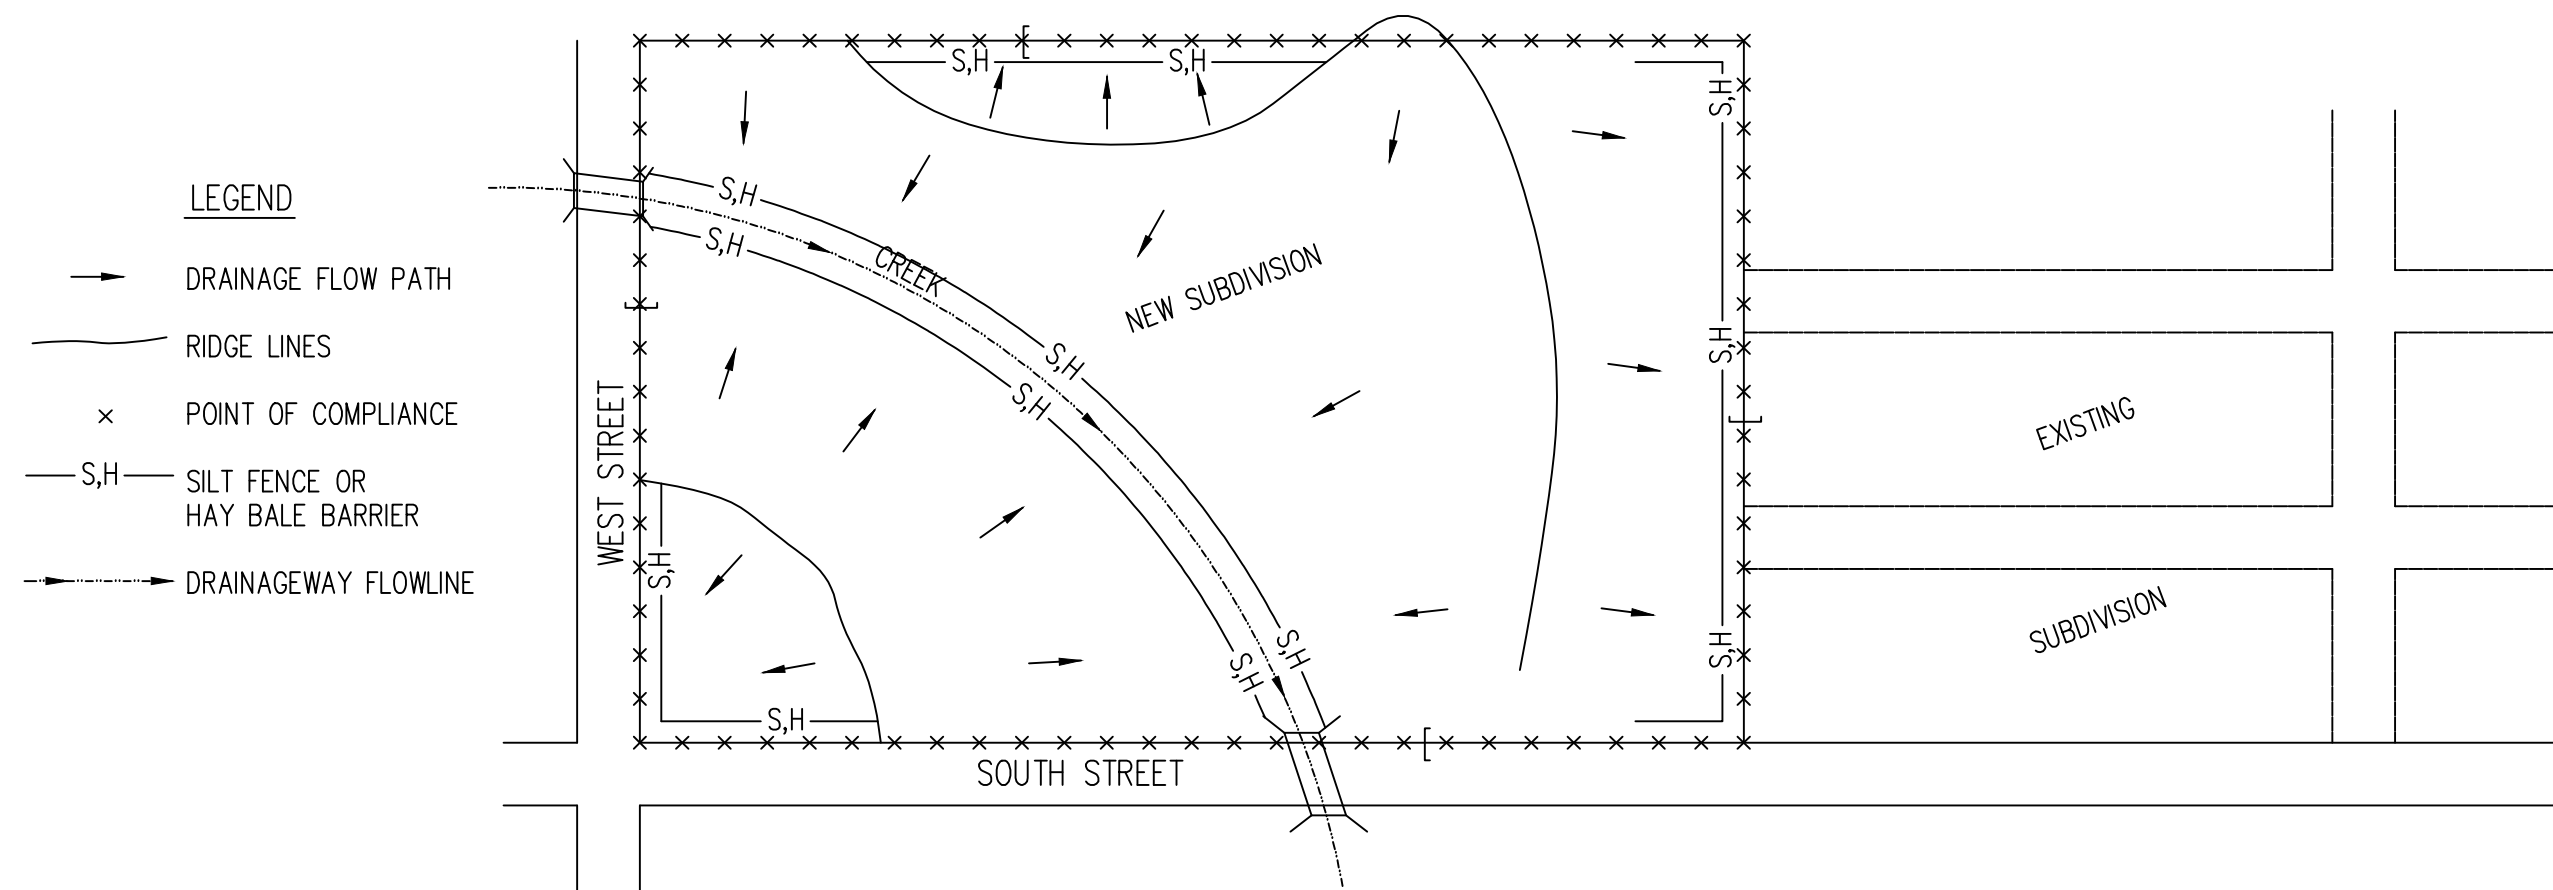 LEGEND
DRAINAGE FLOW PATH
RIDGE LINES
POINT OF COMPLIANCE
S,H
SILT FENCE OR
HAY BALE BARRIER
DRAINAGEWAY FLOWLINE
S,H
S,H
S,H
S,H
S,H
CREEK
NEW SUBDIVISION
S,H
S,H
S,H
WEST STREET
EXISTING
S,H
SUBDIVISION
S,H
S,H
S,H
S,H
SOUTH STREET